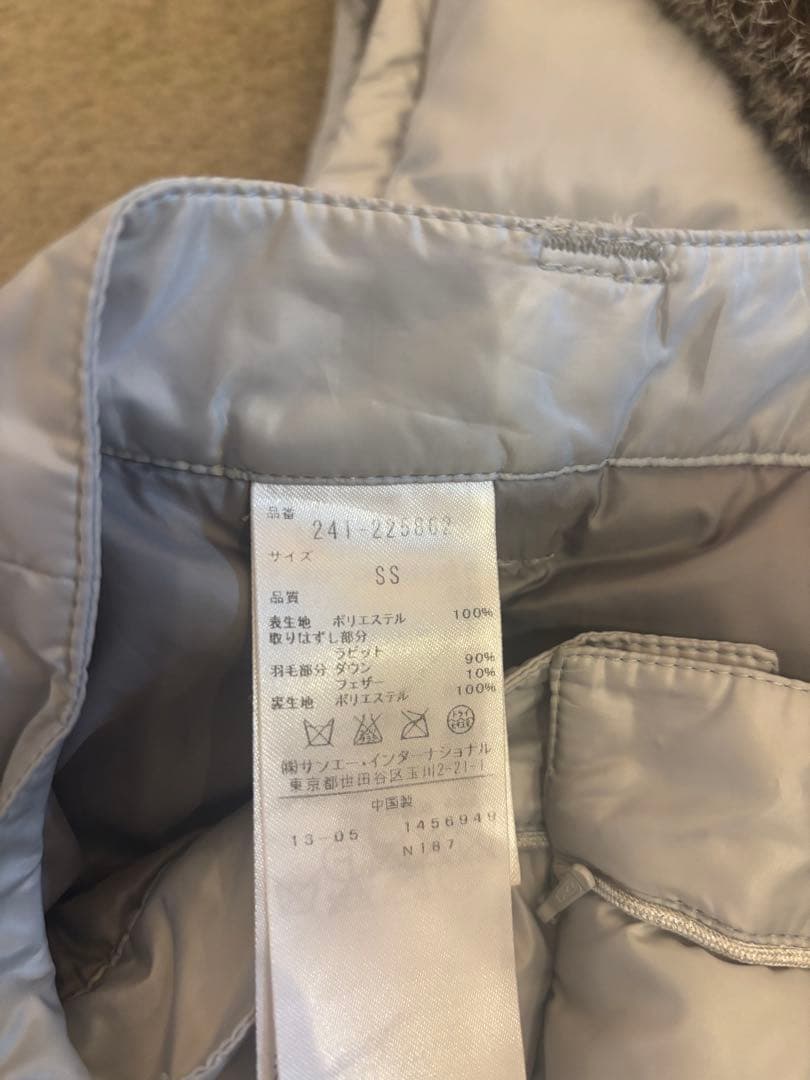 品番
241-225862
サイズ
SS
品質
表生地 ポリエステル 100%
取りはずし部分
ラビット
羽毛部分 ダウン 90%
フェザー 10%
裏生地 ポリエステル 100%
㈱サンエー・インターナショナル
東京都世田谷区玉川2-21-1
中国製
13-05 1456949
N187